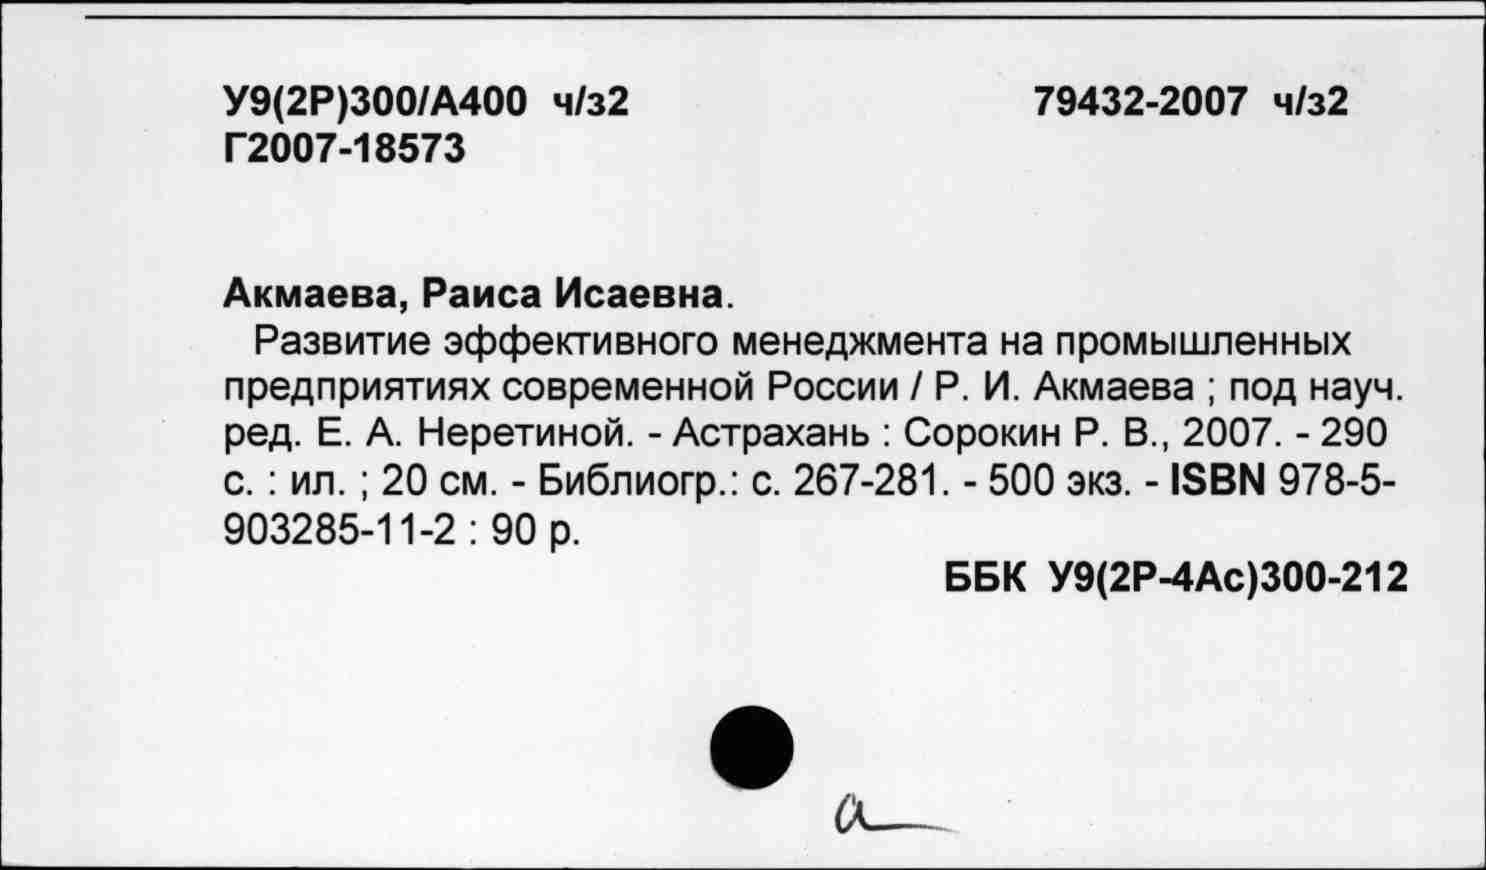 У9(2Р)300/А400 ч/з2 79432-2007 ч/з2
Г2007-18573
Акмаева, Раиса Исаевна.
Развитие эффективного менеджмента на промышленных
предприятиях современной России / Р. И. Акмаева ; под науч.
ред. Е. А. Неретиной. - Астрахань : Сорокин Р. В., 2007. - 290
с. : ил. ; 20 см. - Библиогр.: с. 267-281. - 500 экз. - ISBN 978-5-
903285-11-2 : 90 р.
ББК У9(2Р-4Ас)300-212
а